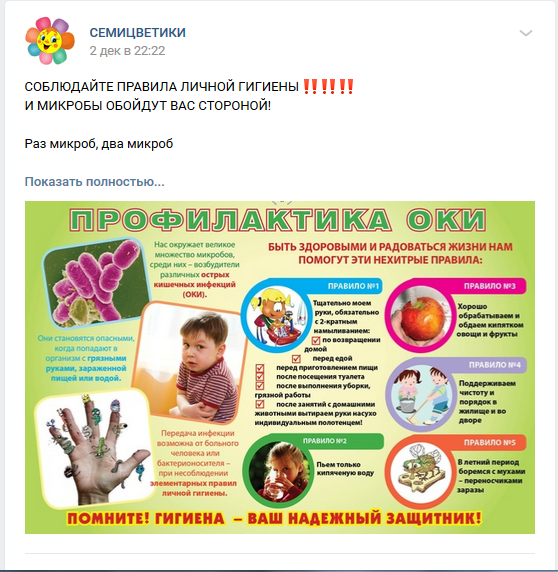 СЕМИЦВЕТИКИ
2 дек в 22:22
СОБЛЮДАЙТЕ ПРАВИЛА ЛИЧНОЙ ГИГИЕНЫ ‼️‼️‼️
И МИКРОБЫ ОБОЙДУТ ВАС СТОРОНОЙ!
Раз микроб, два микроб
Показать полностью...
ПРОФИЛАКТИКА ОКИ
Нас окружает великое
множество микробов,
среди них – возбудители
различных острых
кишечных инфекций
(ОКИ).
Они становятся опасными,
когда попадают в
организм с грязными
руками, зараженной
пищей или водой.
Передача инфекции
возможна от больного
человека или
бактерионосителя –
при несоблюдении
элементарных правил
личной гигиены.
БЫТЬ ЗДОРОВЫМИ И РАДОВАТЬСЯ ЖИЗНИ НАМ
ПОМОГУТ ЭТИ НЕХИТРЫЕ ПРАВИЛА:
ПРАВИЛО №1
Тщательно моем
руки, обязательно
с 2-кратным
намыливанием:
по возвращении
домой
перед едой
перед приготовлением пищи
после посещения туалета
после выполнения уборки,
грязной работы
после занятий с домашними
животными вытираем руки насухо
индивидуальным полотенцем!
ПРАВИЛО №2
Пьем только
кипяченую воду
ПРАВИЛО №3
Хорошо
обрабатываем и
обдаем кипятком
овощи и фрукты
ПРАВИЛО №4
Поддерживаем
чистоту и
порядок в
жилище и во
дворе
ПРАВИЛО №5
В летний период
боремся с мухами
– переносчиками
заразы
ПОМНИТЕ! ГИГИЕНА – ВАШ НАДЕЖНЫЙ ЗАЩИТНИК!